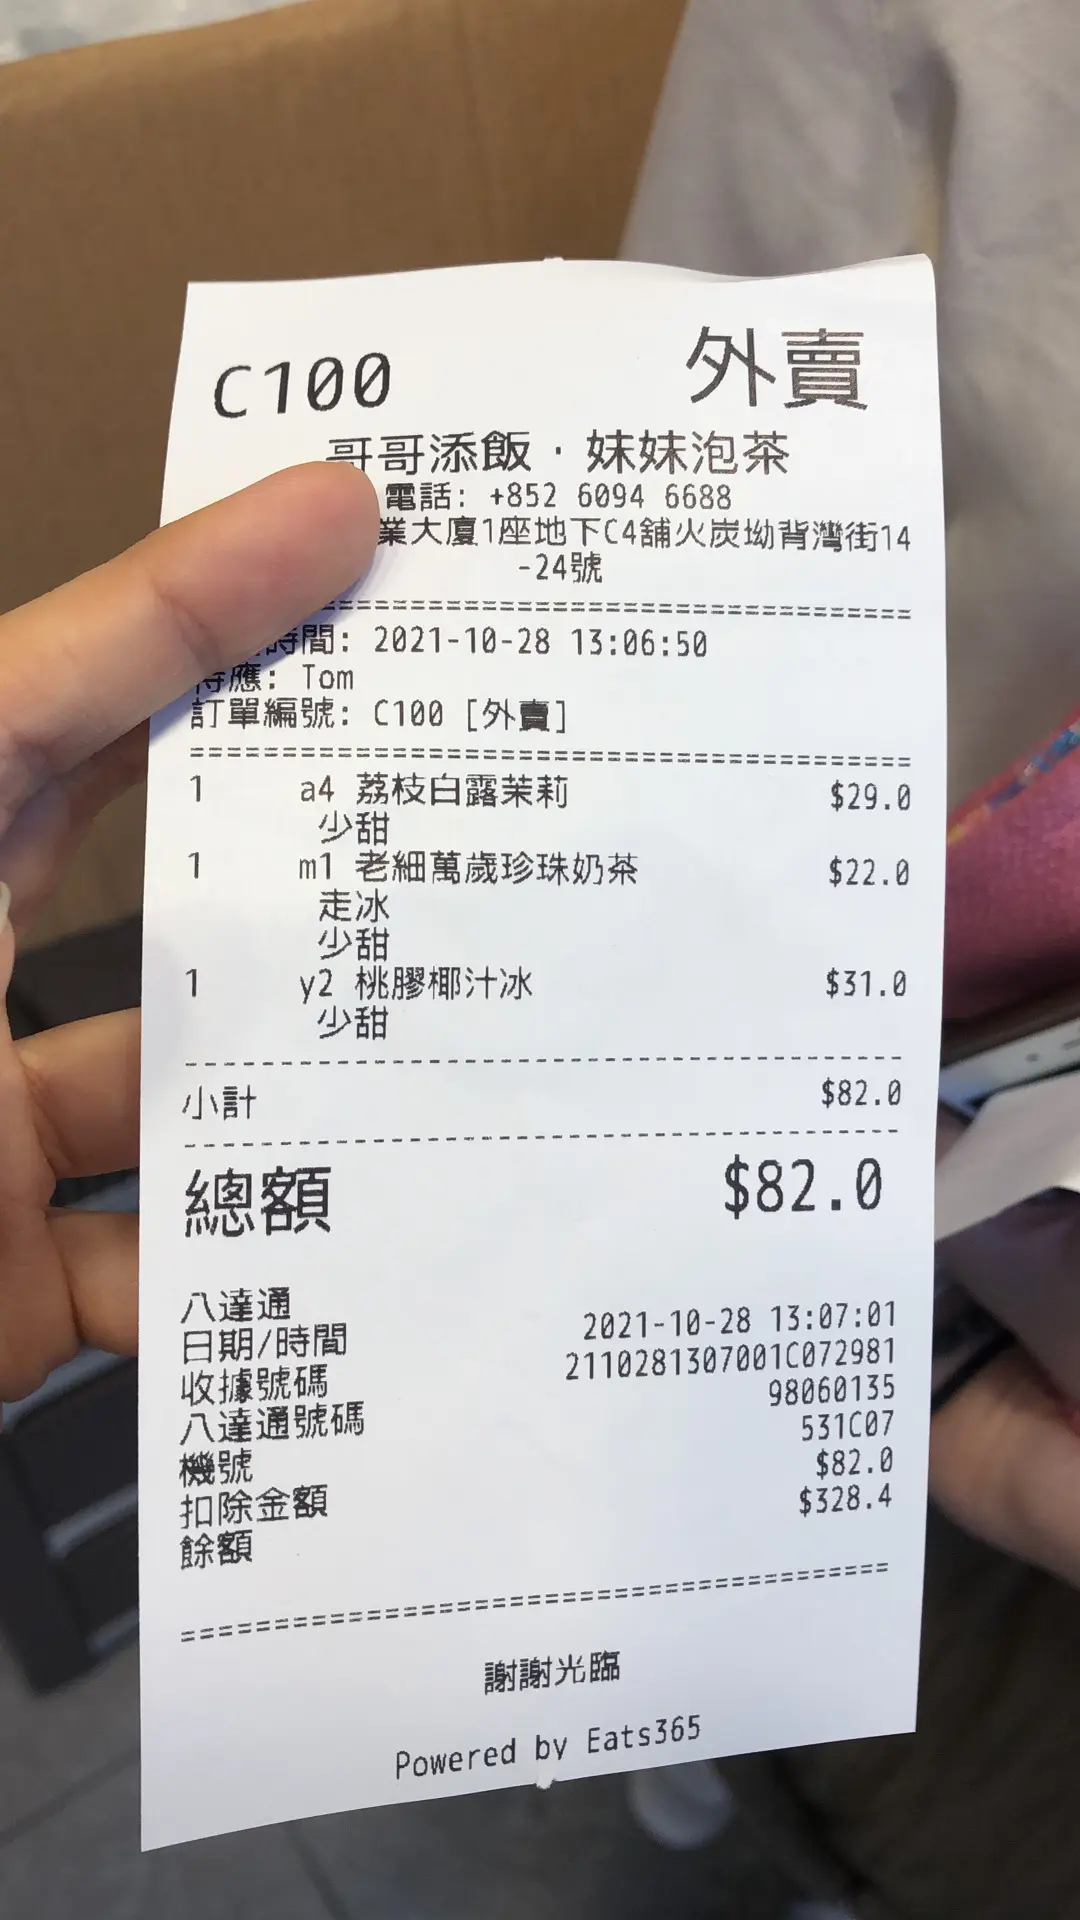 C100 外賣
哥哥添飯·妹妹泡茶
電話: +852 6094 6688
業大廈1座地下C4舖火炭坳背灣街14
-24號
時間: 2021-10-28 13:06:50
待應: Tom
訂單編號: C100 [外賣]
1 a4 荔枝白露茉莉 $29.0
少甜
1 m1 老細萬歲珍珠奶茶 $22.0
走冰
少甜
1 y2 桃膠椰汁冰 $31.0
少甜
小計 $82.0
總額 $82.0
八達通
日期/時間 2021-10-28 13:07:01
收據號碼 2110281307001C072981
八達通號碼 98060135
機號 531C07
扣除金額 $82.0
餘額 $328.4
謝謝光臨
Powered by Eats365